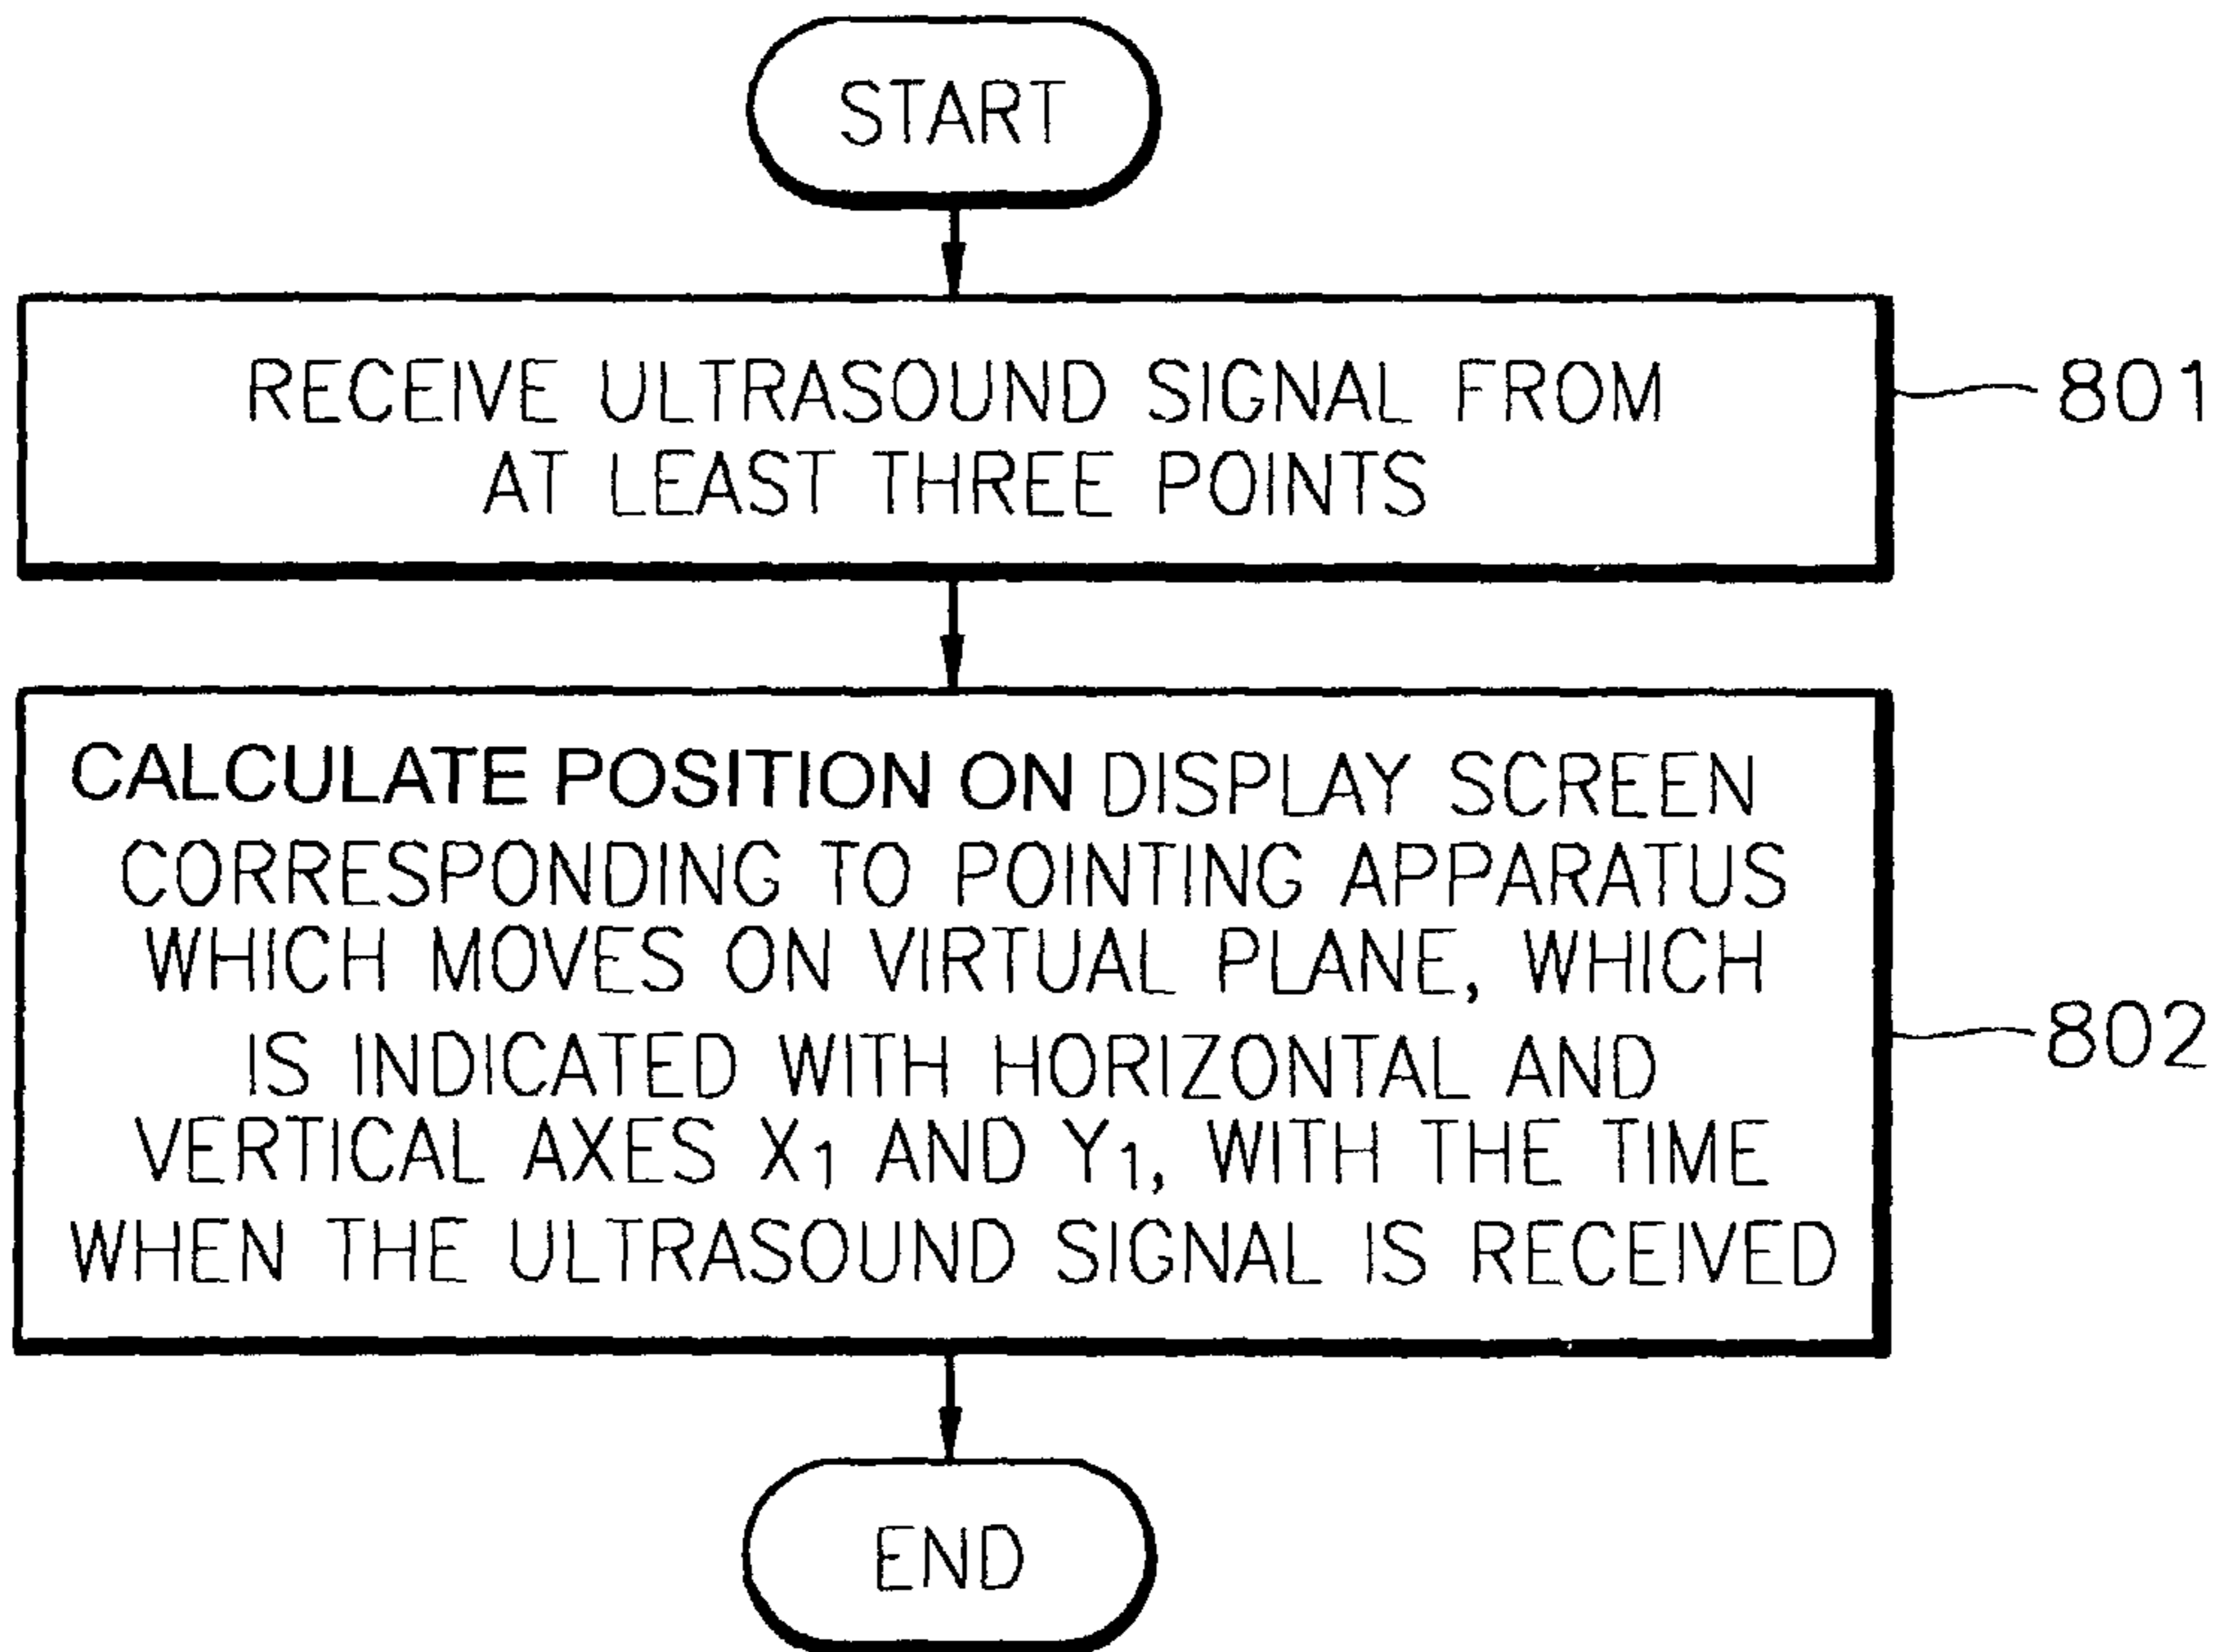 START
RECEIVE ULTRASOUND SIGNAL FROM
AT LEAST THREE POINTS
801
CALCULATE POSITION ON DISPLAY SCREEN
CORRESPONDING TO POINTING APPARATUS
WHICH MOVES ON VIRTUAL PLANE, WHICH
IS INDICATED WITH HORIZONTAL AND
VERTICAL AXES X₁ AND Y₁, WITH THE TIME
WHEN THE ULTRASOUND SIGNAL IS RECEIVED
802
END